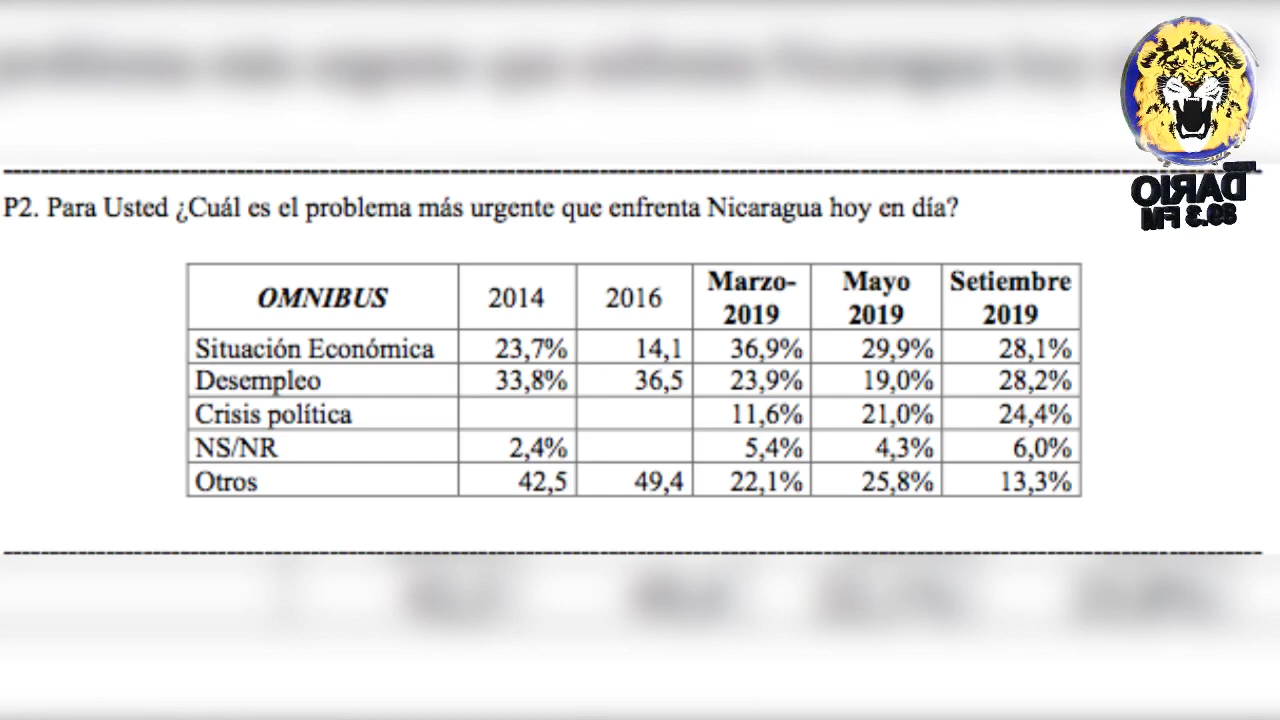 P2. Para Usted ¿Cuál es el problema más urgente que enfrenta Nicaragua hoy en día?
OMNIBUS 2014 2016 Marzo-2019 Mayo 2019 Setiembre 2019
Situación Económica 23,7% 14,1 36,9% 29,9% 28,1%
Desempleo 33,8% 36,5 23,9% 19,0% 28,2%
Crisis política 11,6% 21,0% 24,4%
NS/NR 2,4% 5,4% 4,3% 6,0%
Otros 42,5 49,4 22,1% 25,8% 13,3%
DARIO
89.3 FM